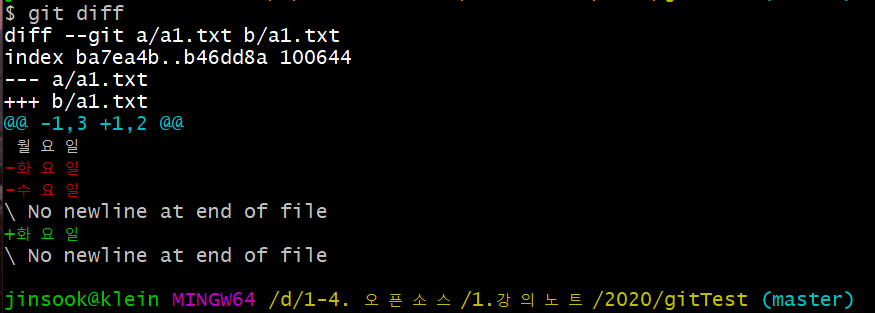 $ git diff
diff --git a/a1.txt b/a1.txt
index ba7ea4b..b46dd8a 100644
--- a/a1.txt
+++ b/a1.txt
@@ -1,3 +1,2 @@
 월요일
-화요일
-수요일
\ No newline at end of file
+화요일
\ No newline at end of file
jinsook@klein MINGW64 /d/1-4. 오픈소스/1.강의노트/2020/gitTest (master)